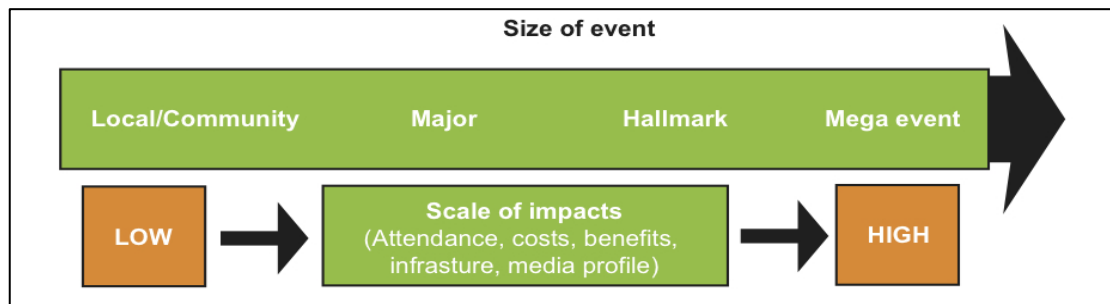 Size of event
Local/Community Major Hallmark Mega event
LOW
Scale of impacts
(Attendance, costs, benefits,
infrasture, media profile)
HIGH